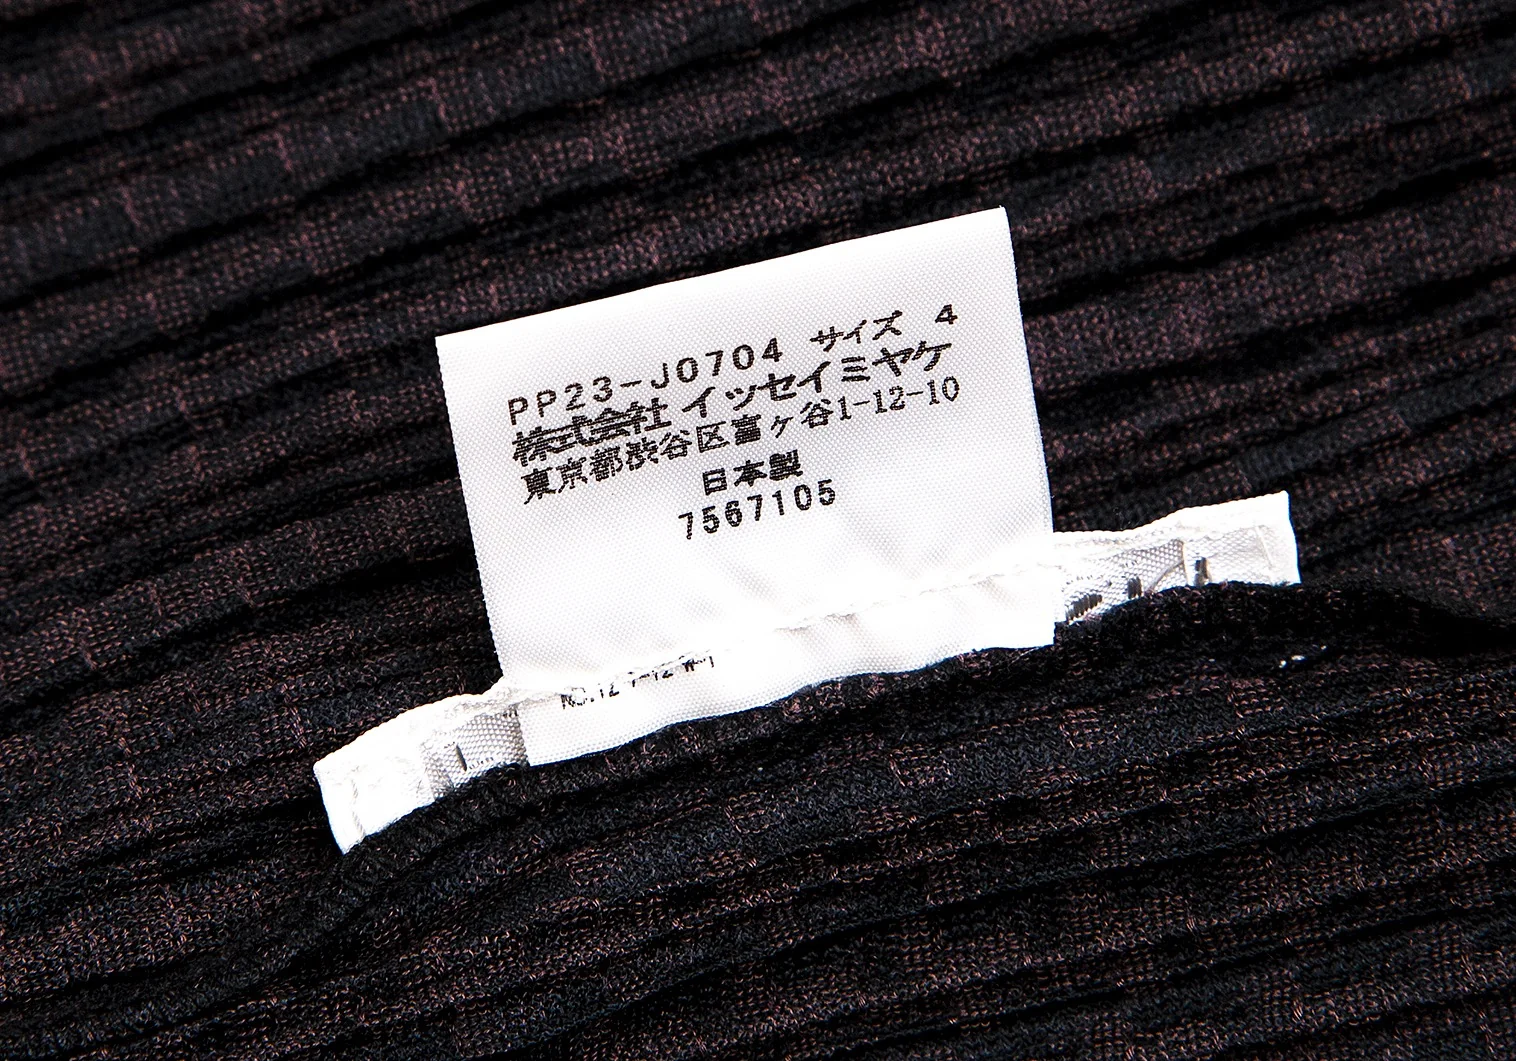 PP23-J0704 サイズ 4
株式会社 イッセイミヤケ
東京都渋谷区富ヶ谷1-12-10
日本製
7567105